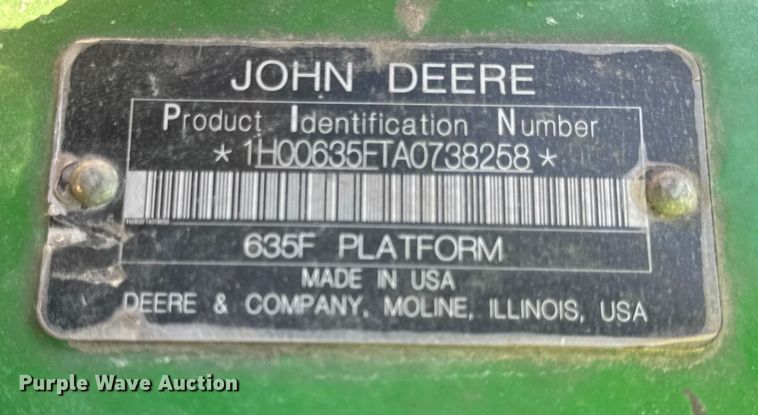 JOHN DEERE
Product Identification Number
* 1H00635FTA0738258 *
635F PLATFORM
MADE IN USA
DEERE & COMPANY, MOLINE, ILLINOIS, USA
Purple Wave Auction